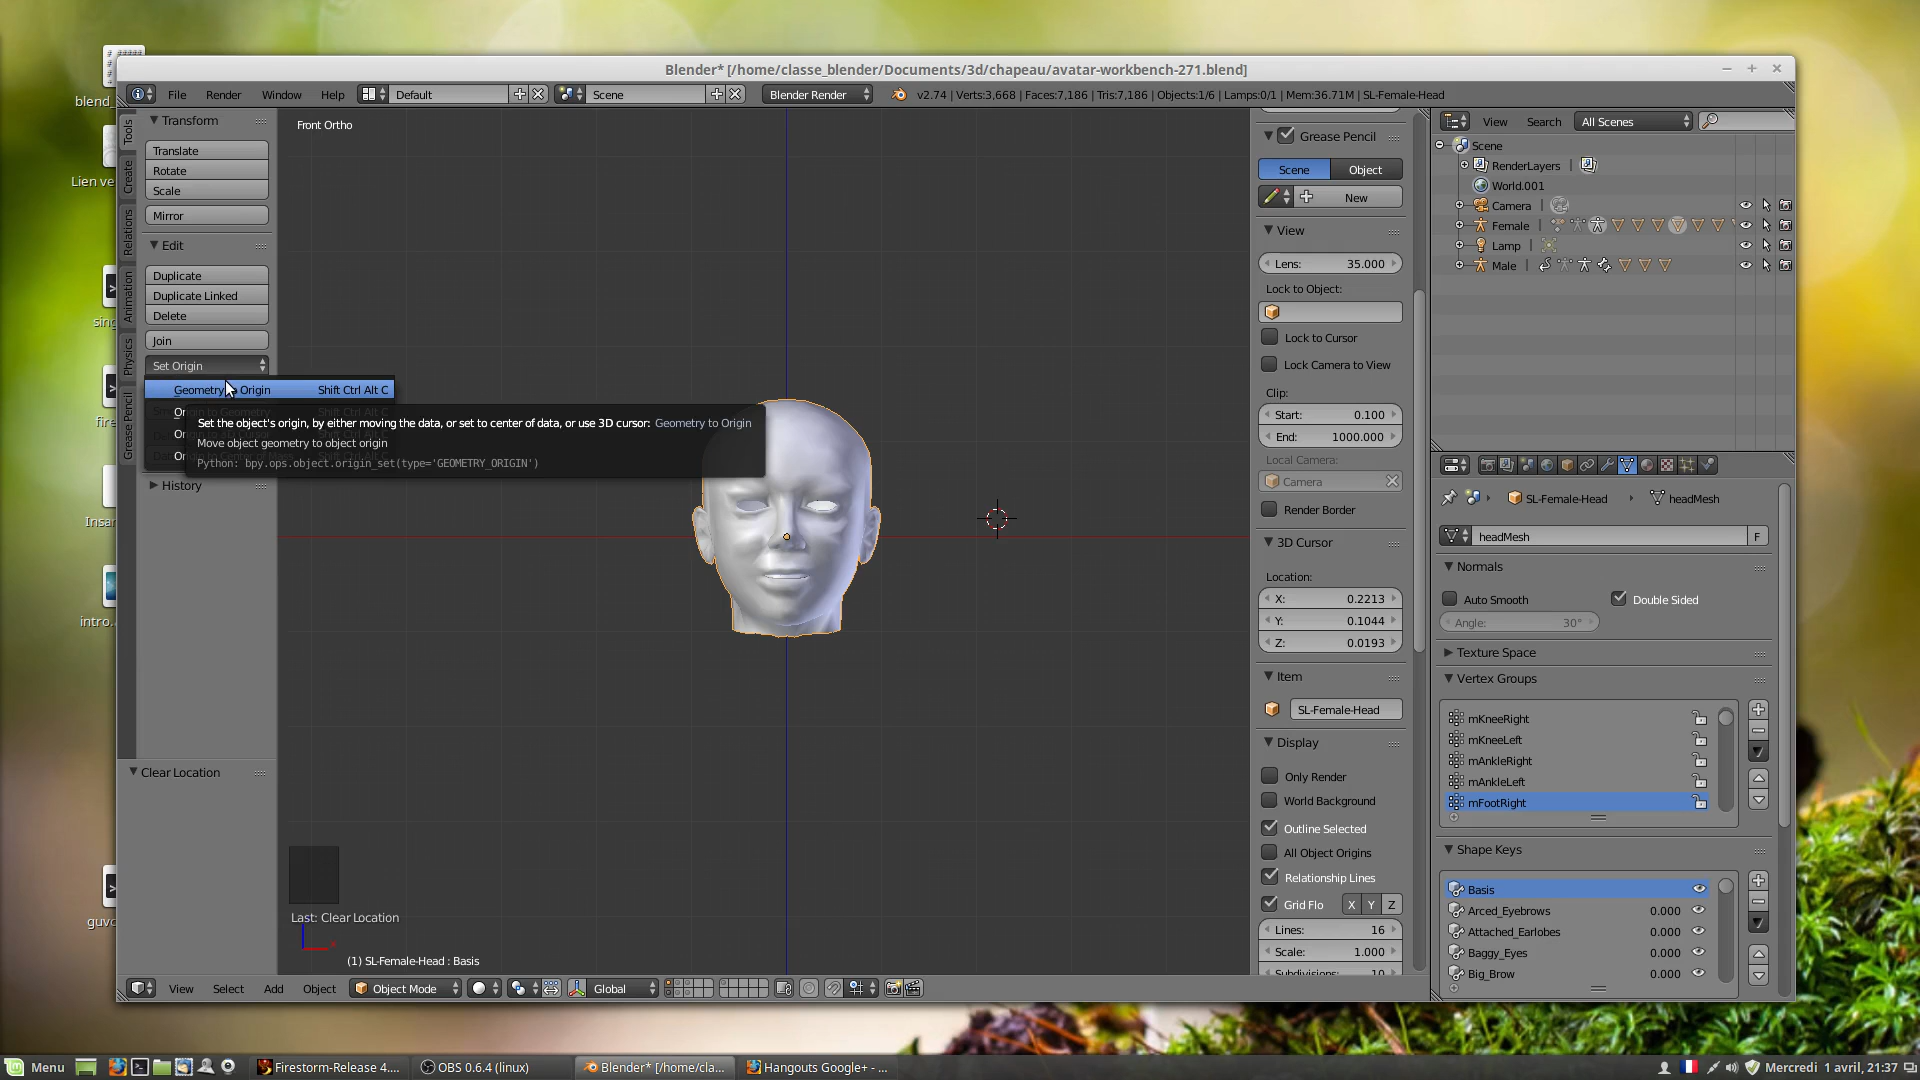 Blender* [/home/classe_blender/Documents/3d/chapeau/avatar-workbench-271.blend]
File Render Window Help Default Scene Blender Render v2.74 | Verts:3,668 | Faces:7,186 | Tris:7,186 | Objects:1/6 | Lamps:0/1 | Mem:36.71M | SL-Female-Head
blend_
Lien ve
sing
fire
Insan
intro.
guvc
Tools
Create
Relations
Animation
Physics
Grease Pencil
Transform
Translate
Rotate
Scale
Mirror
Edit
Duplicate
Duplicate Linked
Delete
Join
Set Origin
Geometry Origin Shift Ctrl Alt C
Set the object's origin, by either moving the data, or set to center of data, or use 3D cursor: Geometry to Origin
Move object geometry to object origin
Python: bpy.ops.object.origin_set(type='GEOMETRY_ORIGIN')
History
Clear Location
Front Ortho
Last: Clear Location
(1) SL-Female-Head : Basis
View Select Add Object Object Mode Global
Grease Pencil
Scene Object
New
View
Lens: 35.000
Lock to Object:
Lock to Cursor
Lock Camera to View
Clip:
Start: 0.100
End: 1000.000
Local Camera:
Camera
Render Border
3D Cursor
Location:
X: 0.2213
Y: 0.1044
Z: 0.0193
Item
SL-Female-Head
Display
Only Render
World Background
Outline Selected
All Object Origins
Relationship Lines
Grid Flo X Y Z
Lines: 16
Scale: 1.000
Subdivisions: 10
View Search All Scenes
Scene
RenderLayers |
World.001
Camera |
Female |
Lamp |
Male |
SL-Female-Head headMesh
headMesh F
Normals
Auto Smooth Double Sided
Angle: 30°
Texture Space
Vertex Groups
mKneeRight
mKneeLeft
mAnkleRight
mAnkleLeft
mFootRight
Shape Keys
Basis
Arced_Eyebrows 0.000
Attached_Earlobes 0.000
Baggy_Eyes 0.000
Big_Brow 0.000
Menu Firestorm-Release 4.... OBS 0.6.4 (linux) Blender* [/home/cla... Hangouts Google+ - ... Mercredi 1 avril, 21:37